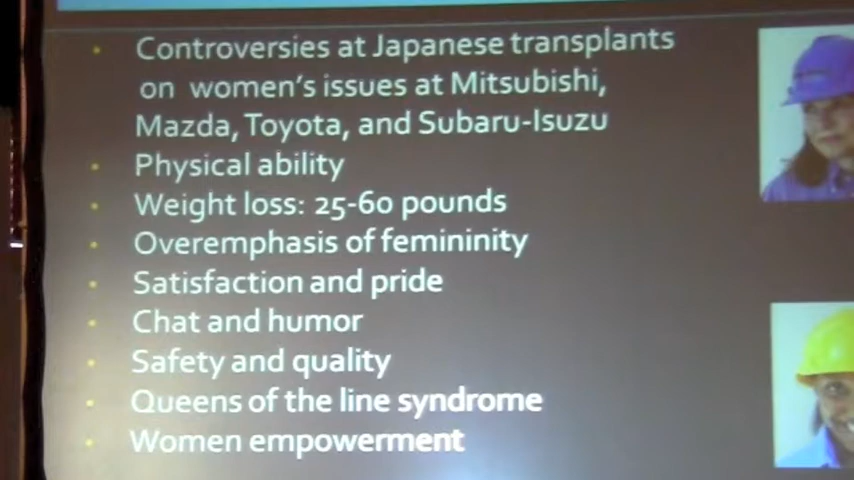 • Controversies at Japanese transplants
on women's issues at Mitsubishi,
Mazda, Toyota, and Subaru-Isuzu
• Physical ability
• Weight loss: 25-60 pounds
• Overemphasis of femininity
• Satisfaction and pride
• Chat and humor
• Safety and quality
• Queens of the line syndrome
• Women empowerment